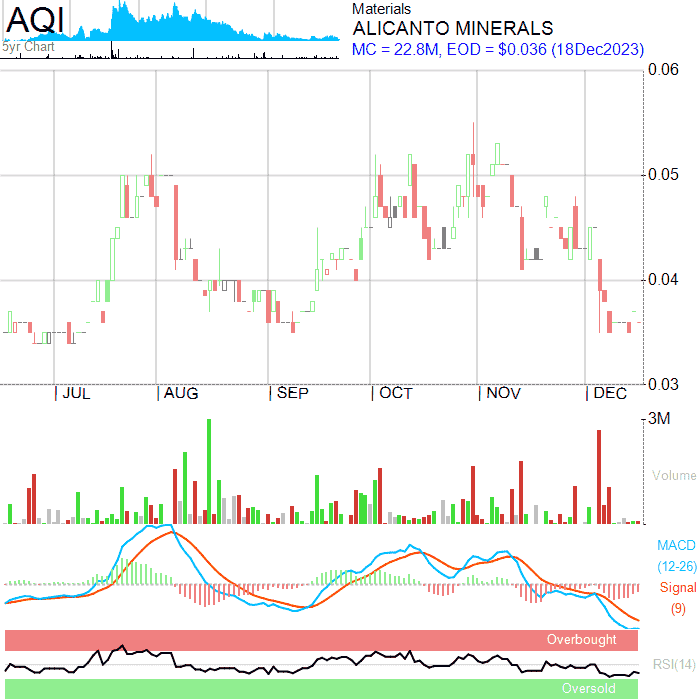 AQI
5yr Chart
Materials
ALICANTO MINERALS
MC = 22.8M, EOD = $0.036 (18Dec2023)
0.06
0.05
0.04
0.03
JUL AUG SEP OCT NOV DEC
3M
Volume
MACD
(12-26)
Signal
(9)
Overbought
RSI(14)
Oversold